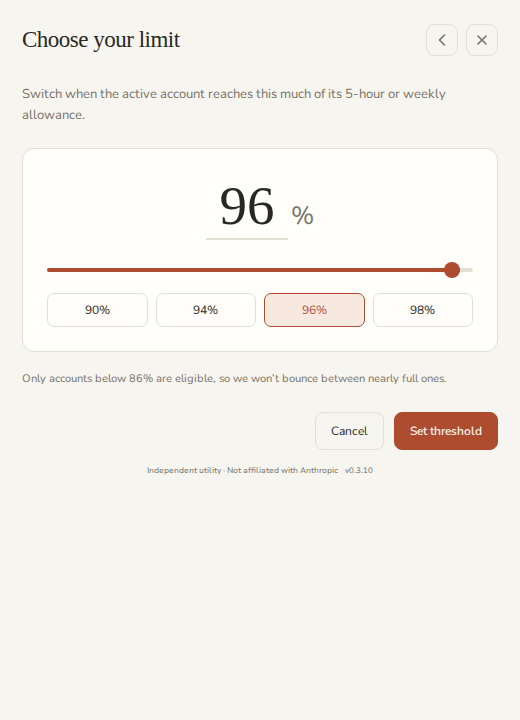 Choose your limit
Switch when the active account reaches this much of its 5-hour or weekly
allowance.
96 %
90%
94%
96%
98%
Only accounts below 86% are eligible, so we won’t bounce between nearly full ones.
Cancel
Set threshold
Independent utility · Not affiliated with Anthropic v0.3.10